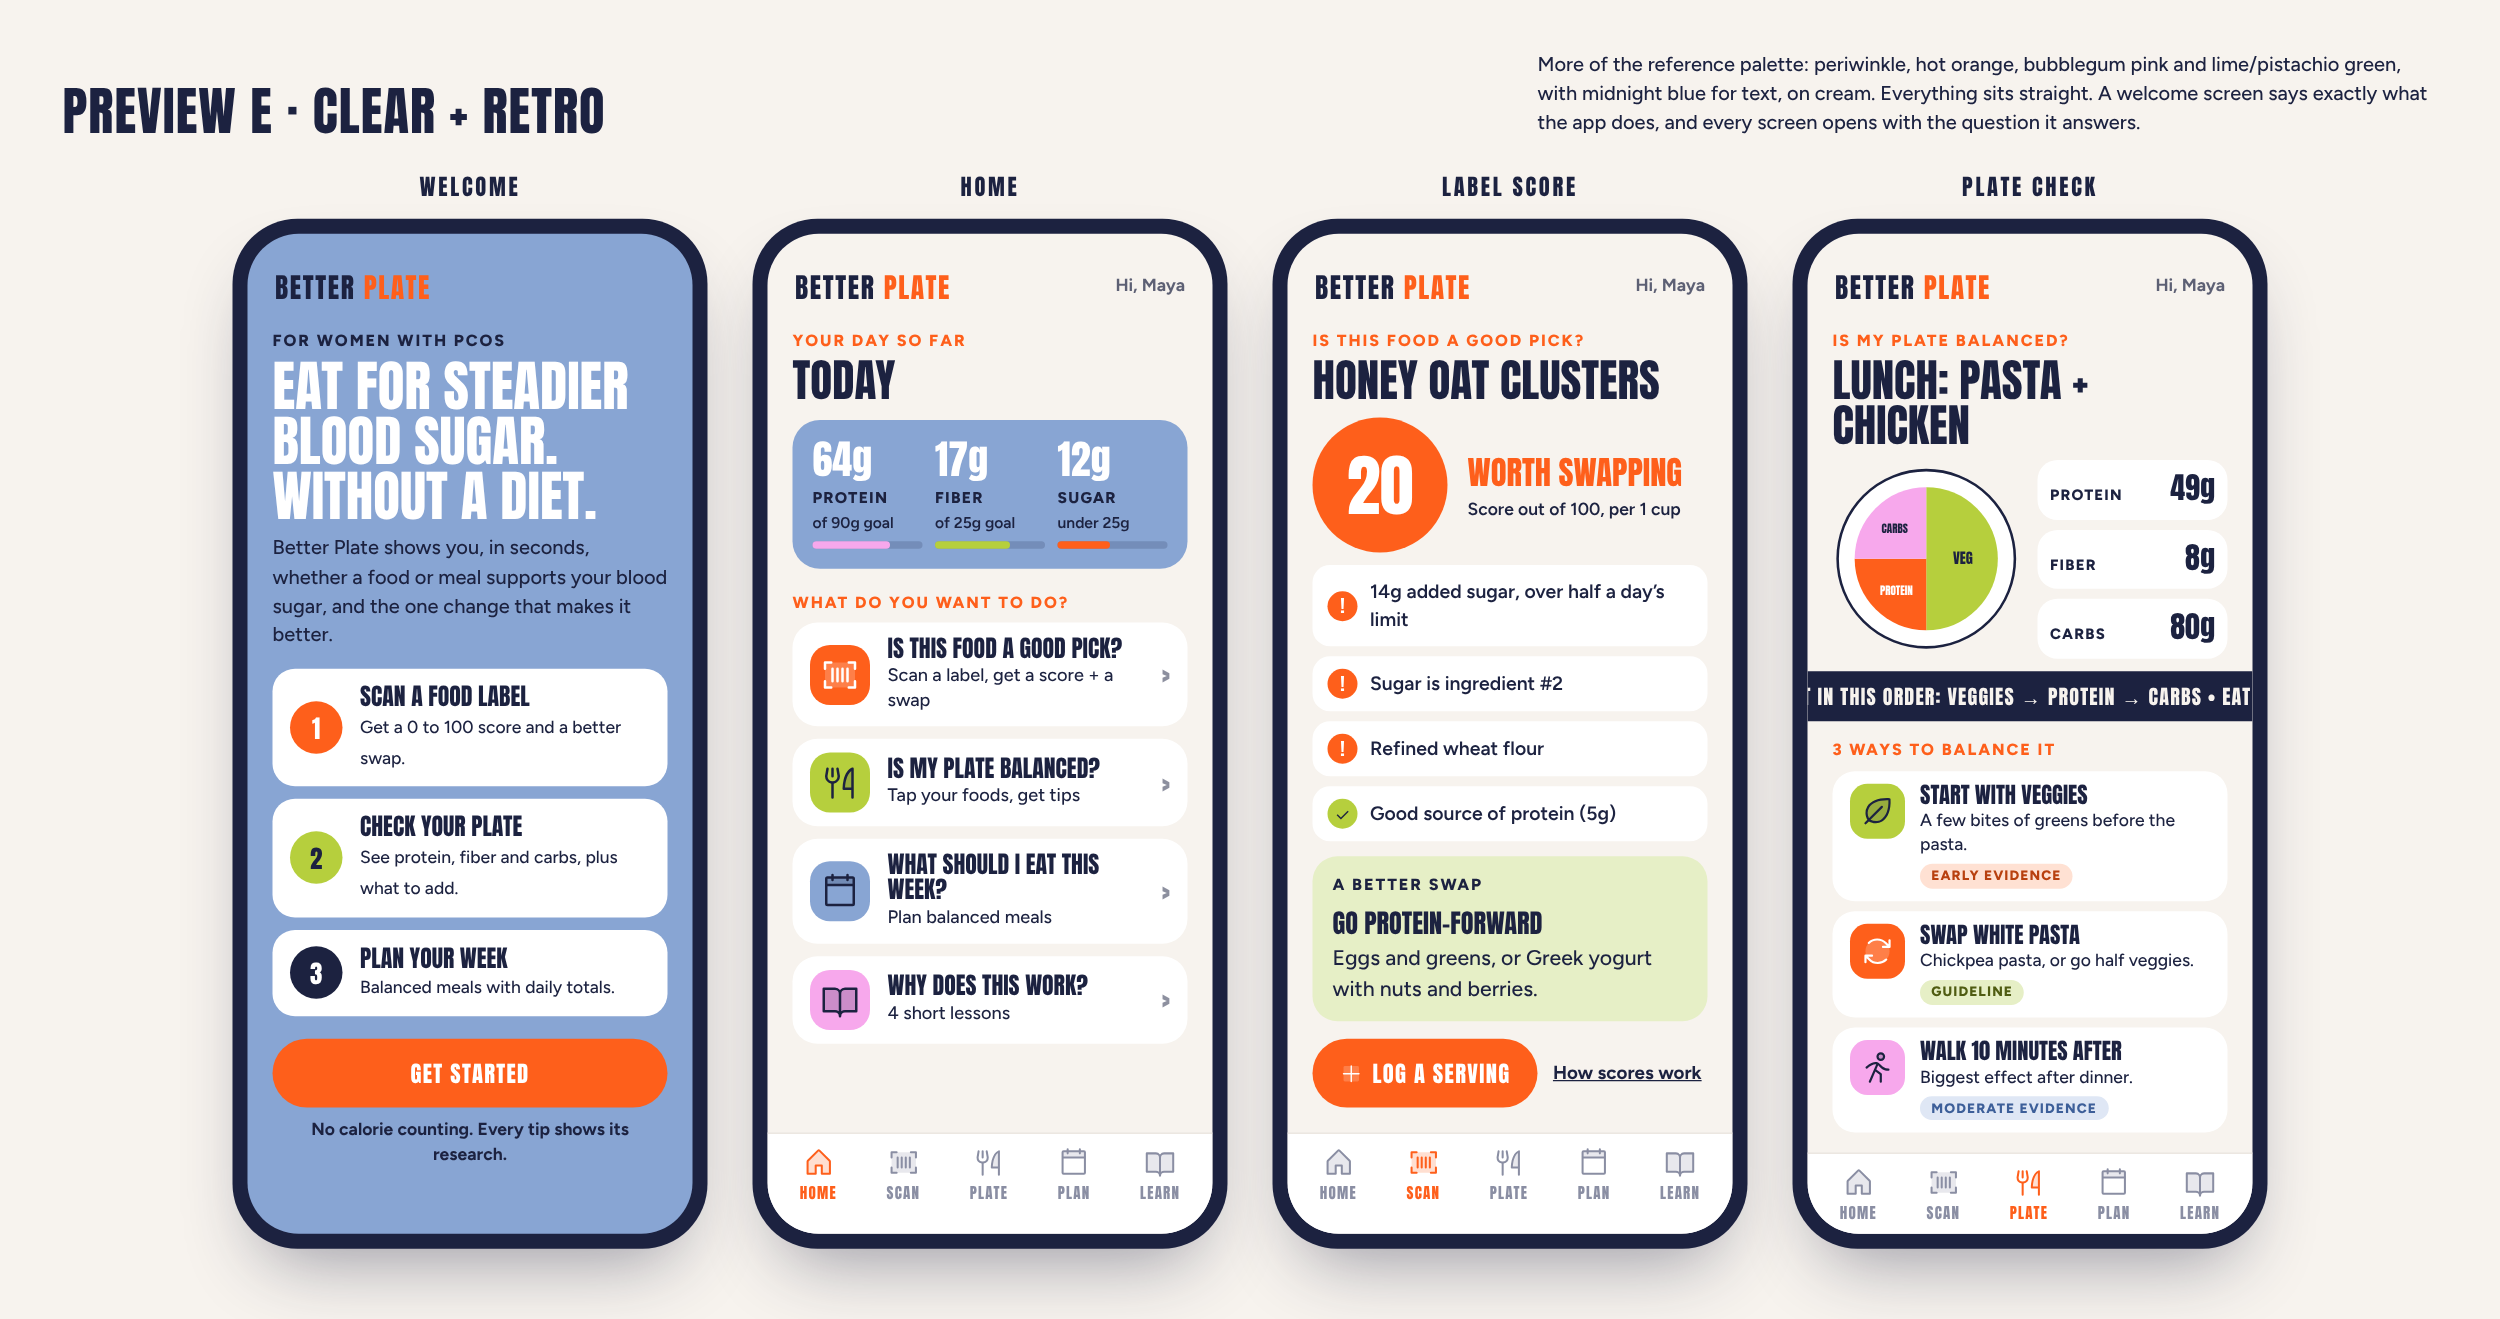 PREVIEW E · CLEAR + RETRO
More of the reference palette: periwinkle, hot orange, bubblegum pink and lime/pistachio green,
with midnight blue for text, on cream. Everything sits straight. A welcome screen says exactly what
the app does, and every screen opens with the question it answers.
WELCOME
BETTER PLATE
FOR WOMEN WITH PCOS
EAT FOR STEADIER
BLOOD SUGAR.
WITHOUT A DIET.
Better Plate shows you, in seconds,
whether a food or meal supports your blood
sugar, and the one change that makes it
better.
1
SCAN A FOOD LABEL
Get a 0 to 100 score and a better
swap.
2
CHECK YOUR PLATE
See protein, fiber and carbs, plus
what to add.
3
PLAN YOUR WEEK
Balanced meals with daily totals.
GET STARTED
No calorie counting. Every tip shows its
research.
HOME
BETTER PLATE
Hi, Maya
YOUR DAY SO FAR
TODAY
64g 17g 12g
PROTEIN FIBER SUGAR
of 90g goal of 25g goal under 25g
WHAT DO YOU WANT TO DO?
IS THIS FOOD A GOOD PICK?
Scan a label, get a score + a
swap
IS MY PLATE BALANCED?
Tap your foods, get tips
WHAT SHOULD I EAT THIS
WEEK?
Plan balanced meals
WHY DOES THIS WORK?
4 short lessons
HOME SCAN PLATE PLAN LEARN
LABEL SCORE
BETTER PLATE
Hi, Maya
IS THIS FOOD A GOOD PICK?
HONEY OAT CLUSTERS
20
WORTH SWAPPING
Score out of 100, per 1 cup
! 14g added sugar, over half a day’s
limit
! Sugar is ingredient #2
! Refined wheat flour
Good source of protein (5g)
A BETTER SWAP
GO PROTEIN-FORWARD
Eggs and greens, or Greek yogurt
with nuts and berries.
LOG A SERVING
How scores work
HOME SCAN PLATE PLAN LEARN
PLATE CHECK
BETTER PLATE
Hi, Maya
IS MY PLATE BALANCED?
LUNCH: PASTA +
CHICKEN
CARBS
VEG
PROTEIN
PROTEIN 49g
FIBER 8g
CARBS 80g
T IN THIS ORDER: VEGGIES → PROTEIN → CARBS • EAT
3 WAYS TO BALANCE IT
START WITH VEGGIES
A few bites of greens before the
pasta.
EARLY EVIDENCE
SWAP WHITE PASTA
Chickpea pasta, or go half veggies.
GUIDELINE
WALK 10 MINUTES AFTER
Biggest effect after dinner.
MODERATE EVIDENCE
HOME SCAN PLATE PLAN LEARN